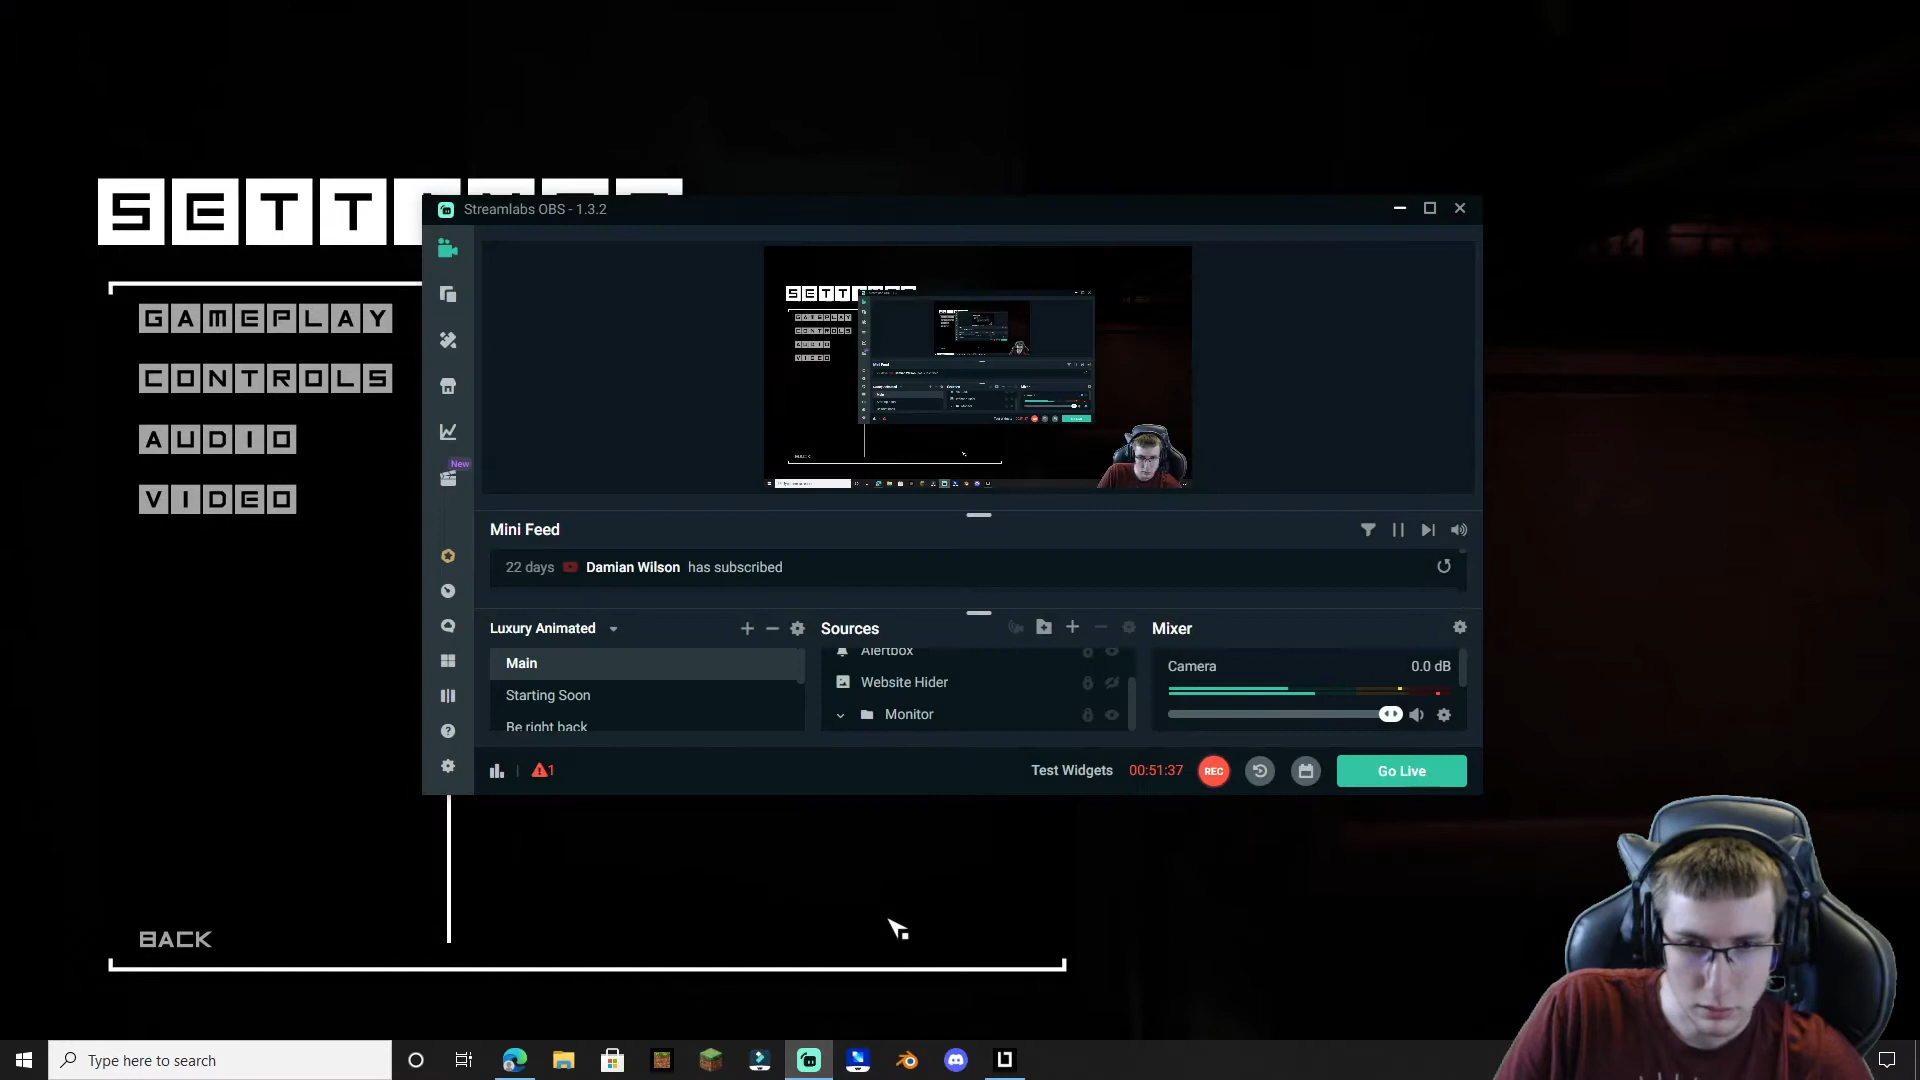 SETT
GAMEPLAY
CONTROLS
AUDIO
VIDEO
BACK
Streamlabs OBS - 1.3.2
New
Mini Feed
22 days Damian Wilson has subscribed
Luxury Animated
Main
Starting Soon
Be right back
Sources
Alertbox
Website Hider
Monitor
Mixer
Camera 0.0 dB
1
Test Widgets 00:51:37 REC Go Live
Type here to search